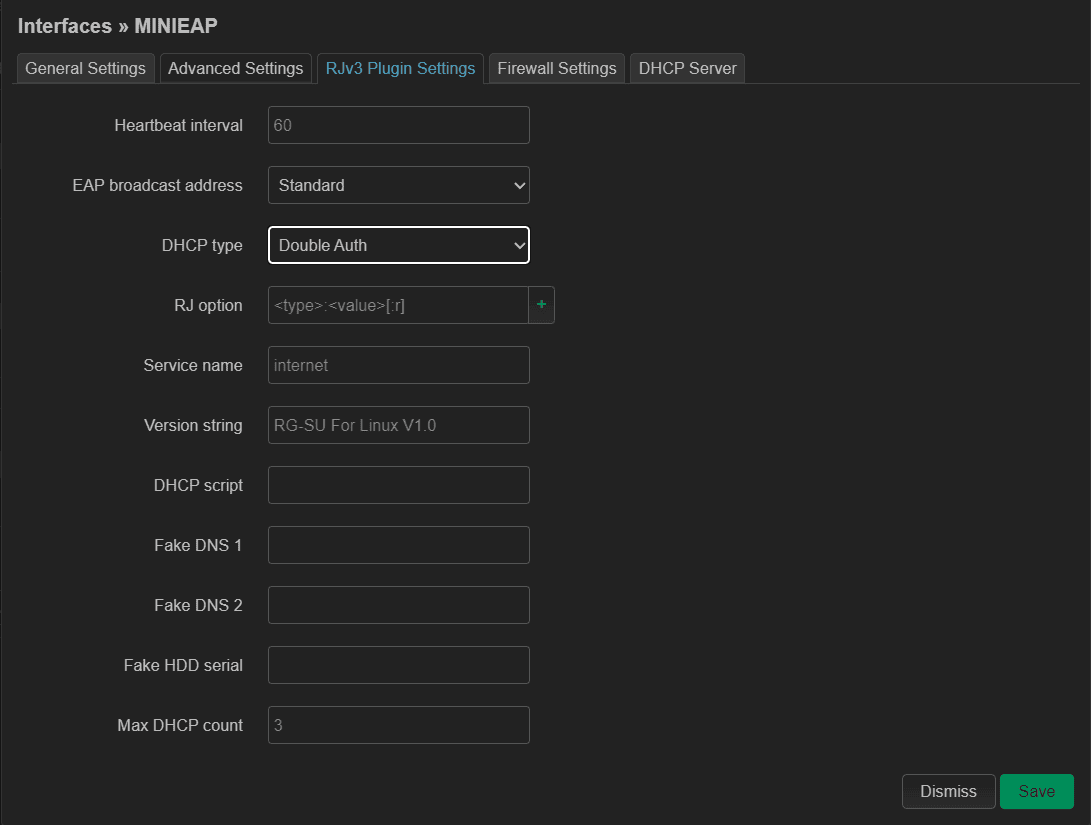 Interfaces » MINIEAP
General Settings Advanced Settings RJv3 Plugin Settings Firewall Settings DHCP Server
Heartbeat interval 60
EAP broadcast address Standard
DHCP type Double Auth
RJ option <type>:<value>[:r] +
Service name internet
Version string RG-SU For Linux V1.0
DHCP script
Fake DNS 1
Fake DNS 2
Fake HDD serial
Max DHCP count 3
Dismiss Save